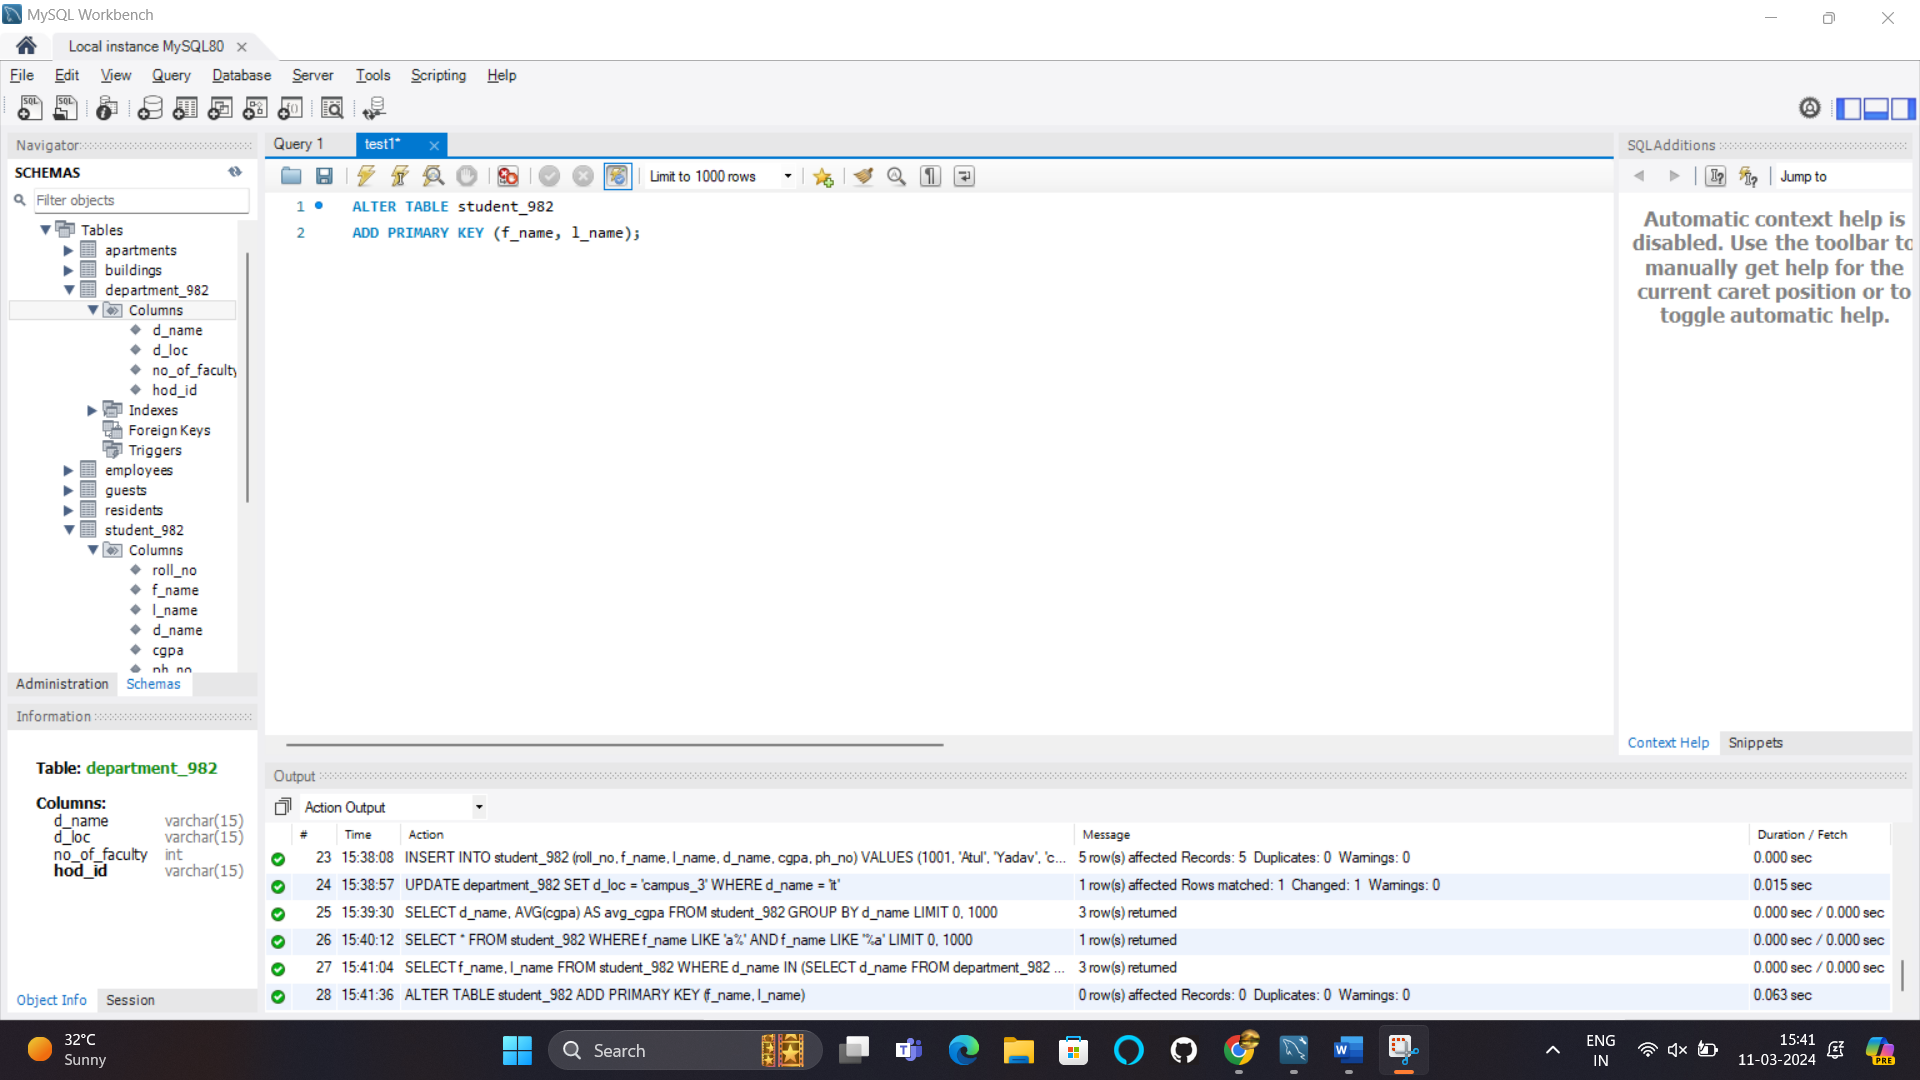 MySQL Workbench
Local instance MySQL80
File Edit View Query Database Server Tools Scripting Help
Navigator
SCHEMAS
Filter objects
Tables
apartments
buildings
department_982
Columns
d_name
d_loc
no_of_faculty
hod_id
Indexes
Foreign Keys
Triggers
employees
guests
residents
student_982
Columns
roll_no
f_name
l_name
d_name
cgpa
ph_no
Administration Schemas
Information
Table: department_982
Columns:
d_name varchar(15)
d_loc varchar(15)
no_of_faculty int
hod_id varchar(15)
Object Info Session
Query 1 test1*
Limit to 1000 rows
1 ALTER TABLE student_982
2 ADD PRIMARY KEY (f_name, l_name);
SQLAdditions
Jump to
Automatic context help is
disabled. Use the toolbar to
manually get help for the
current caret position or to
toggle automatic help.
Context Help Snippets
Output
Action Output
# Time Action Message Duration / Fetch
23 15:38:08 INSERT INTO student_982 (roll_no, f_name, l_name, d_name, cgpa, ph_no) VALUES (1001, 'Atul', 'Yadav', 'c... 5 row(s) affected Records: 5 Duplicates: 0 Warnings: 0 0.000 sec
24 15:38:57 UPDATE department_982 SET d_loc = 'campus_3' WHERE d_name = 'it' 1 row(s) affected Rows matched: 1 Changed: 1 Warnings: 0 0.015 sec
25 15:39:30 SELECT d_name, AVG(cgpa) AS avg_cgpa FROM student_982 GROUP BY d_name LIMIT 0, 1000 3 row(s) returned 0.000 sec / 0.000 sec
26 15:40:12 SELECT * FROM student_982 WHERE f_name LIKE 'a%' AND f_name LIKE '%a' LIMIT 0, 1000 1 row(s) returned 0.000 sec / 0.000 sec
27 15:41:04 SELECT f_name, l_name FROM student_982 WHERE d_name IN (SELECT d_name FROM department_982 ... 3 row(s) returned 0.000 sec / 0.000 sec
28 15:41:36 ALTER TABLE student_982 ADD PRIMARY KEY (f_name, l_name) 0 row(s) affected Records: 0 Duplicates: 0 Warnings: 0 0.063 sec
32°C
Sunny
Search
ENG
IN
15:41
11-03-2024
PRE